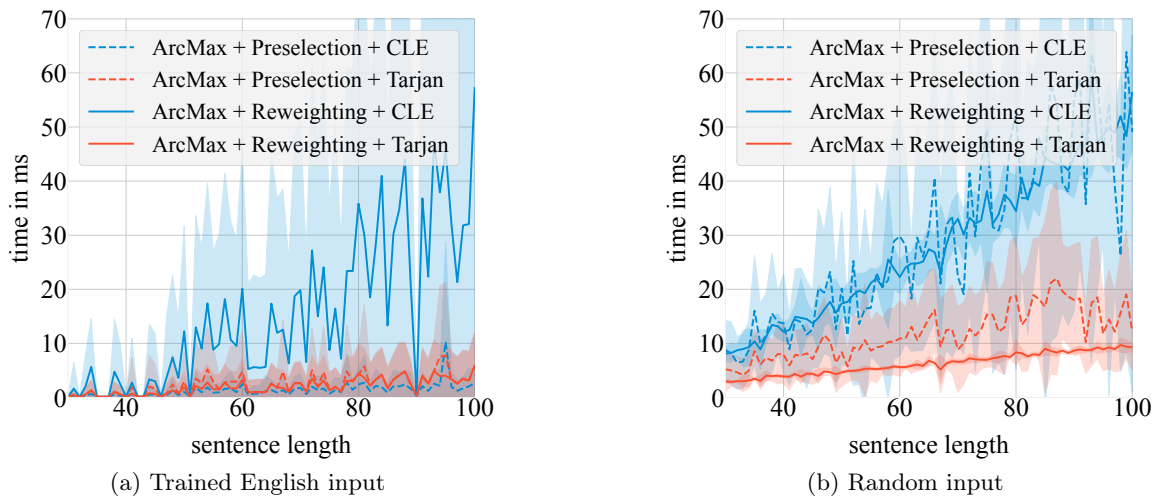 70
60
50
40
30
20
10
0
time in ms
ArcMax + Preselection + CLE
ArcMax + Preselection + Tarjan
ArcMax + Reweighting + CLE
ArcMax + Reweighting + Tarjan
40
60
80
100
sentence length
(a) Trained English input
70
60
50
40
30
20
10
0
time in ms
ArcMax + Preselection + CLE
ArcMax + Preselection + Tarjan
ArcMax + Reweighting + CLE
ArcMax + Reweighting + Tarjan
40
60
80
100
sentence length
(b) Random input